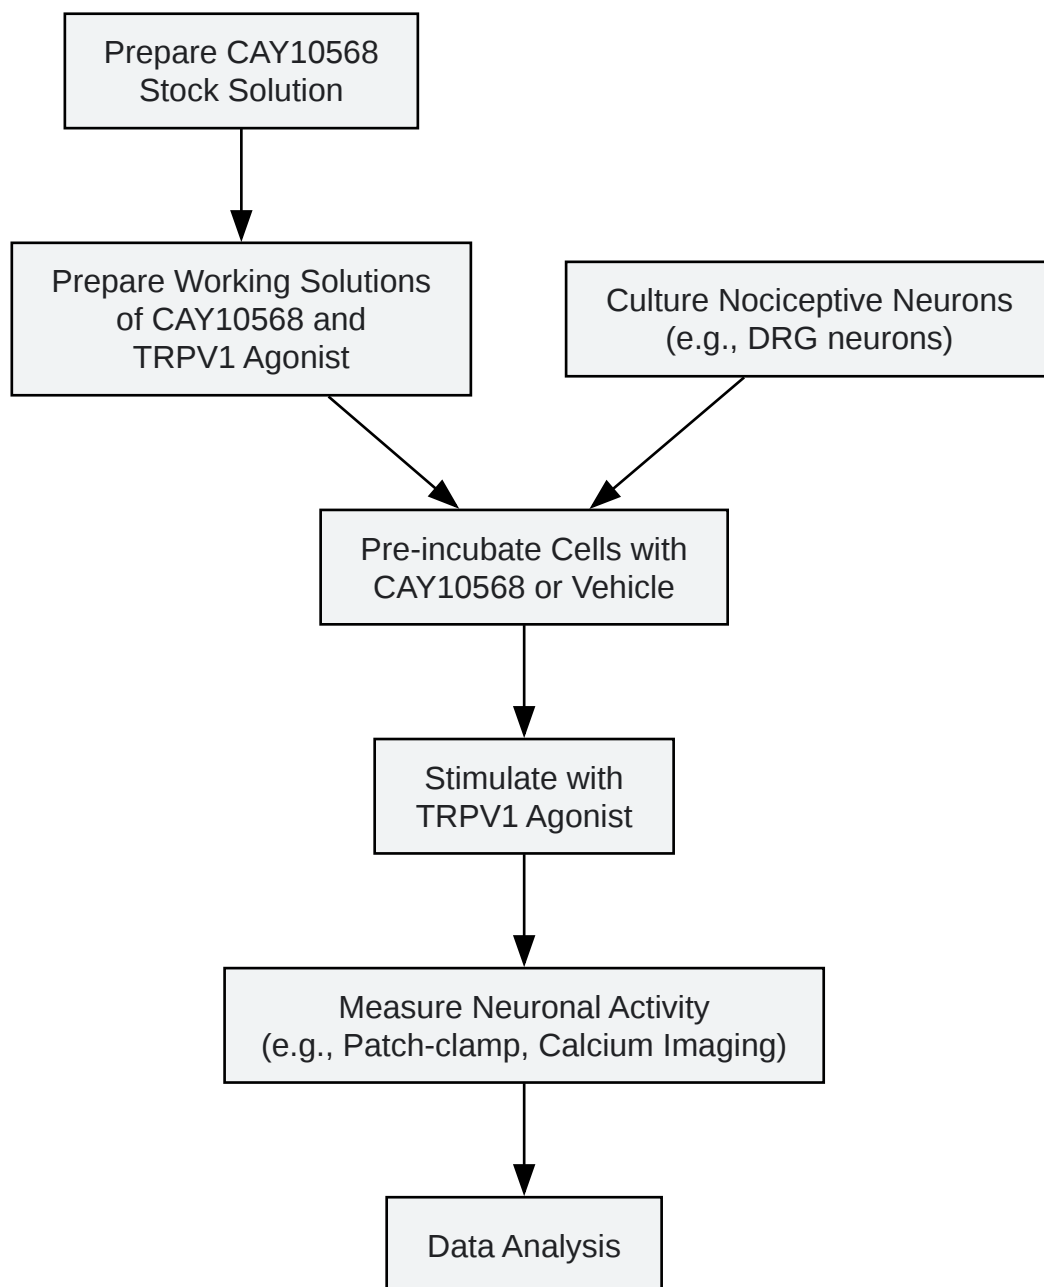 Prepare CAY10568
Stock Solution
Prepare Working Solutions
of CAY10568 and
TRPV1 Agonist
Culture Nociceptive Neurons
(e.g., DRG neurons)
Pre-incubate Cells with
CAY10568 or Vehicle
Stimulate with
TRPV1 Agonist
Measure Neuronal Activity
(e.g., Patch-clamp, Calcium Imaging)
Data Analysis